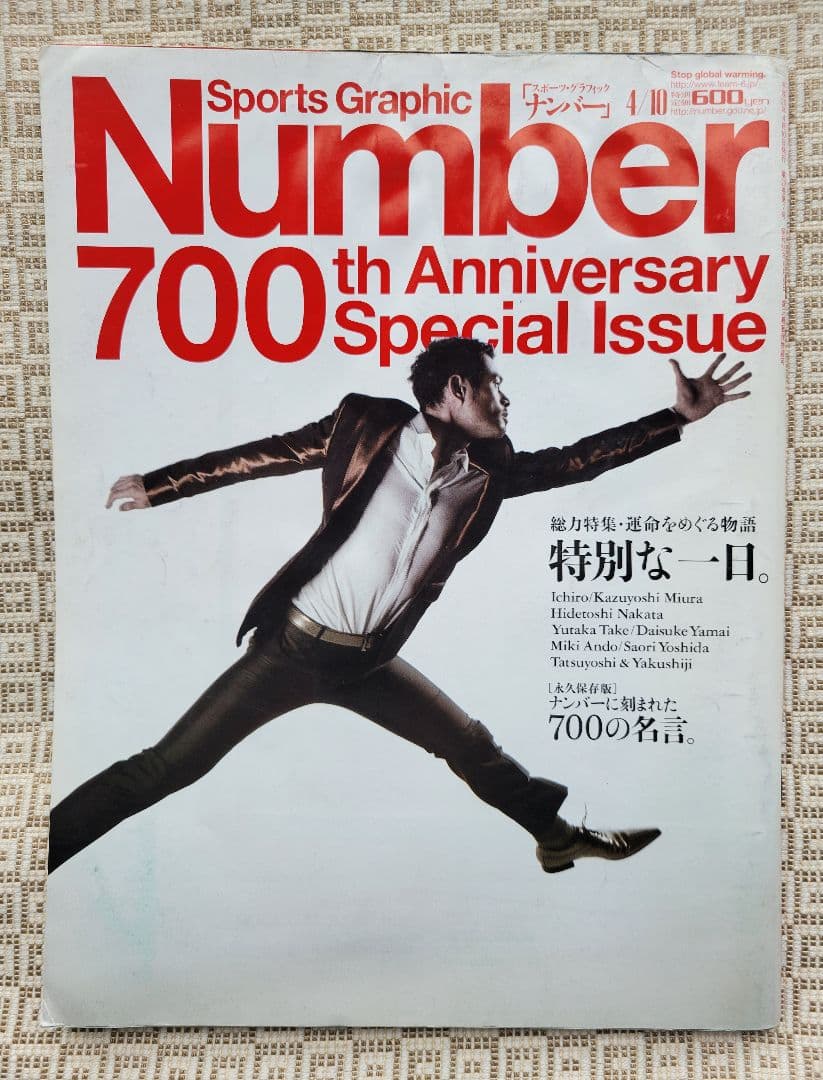 Stop global warming.
http://www.team-6.jp/
Sports Graphic
「スポーツ・グラフィック
ナンバー」
4/10
特別
定価
600yen
http://number.goo.ne.jp/
Number
700th Anniversary
Special Issue
総力特集・運命をめぐる物語
特別な一日。
Ichiro/Kazuyoshi Miura
Hidetoshi Nakata
Yutaka Take/Daisuke Yamai
Miki Ando/Saori Yoshida
Tatsuyoshi & Yakushiji
[永久保存版]
ナンバーに刻まれた
700の名言。